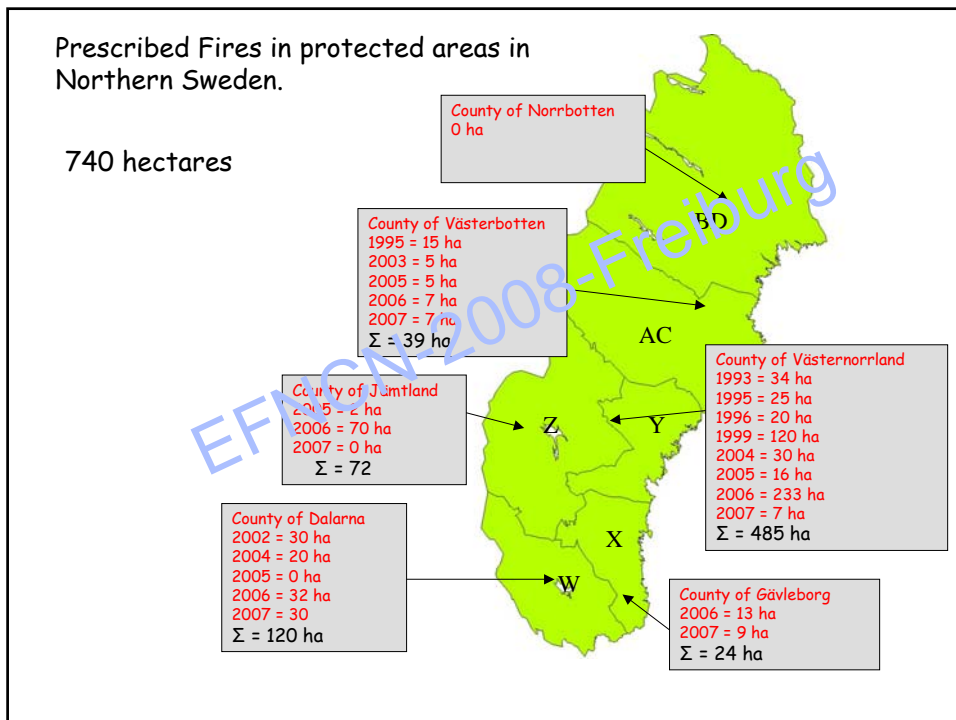 Prescribed Fires in protected areas in
Northern Sweden.
740 hectares
County of Norrbotten
0 ha
BD
County of Västerbotten
1995 = 15 ha
2003 = 5 ha
2005 = 5 ha
2006 = 7 ha
2007 = 7 ha
Σ = 39 ha
AC
County of Västernorrland
1993 = 34 ha
1995 = 25 ha
1996 = 20 ha
1999 = 120 ha
2004 = 30 ha
2005 = 16 ha
2006 = 233 ha
2007 = 7 ha
Σ = 485 ha
County of Jämtland
2005 = 2 ha
2006 = 70 ha
2007 = 0 ha
Σ = 72
Z
Y
County of Dalarna
2002 = 30 ha
2004 = 20 ha
2005 = 0 ha
2006 = 32 ha
2007 = 30
Σ = 120 ha
X
W
County of Gävleborg
2006 = 13 ha
2007 = 9 ha
Σ = 24 ha
EFNCN-2008-Freiburg